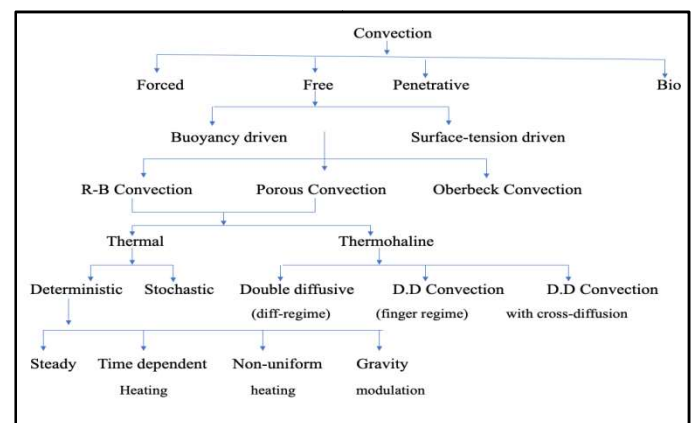 Convection
Forced Free Penetrative Bio
Buoyancy driven Surface-tension driven
R-B Convection Porous Convection Oberbeck Convection
Thermal Thermohaline
Deterministic Stochastic Double diffusive D.D Convection D.D Convection
(diff-regime) (finger regime) with cross-diffusion
Steady Time dependent Non-uniform Gravity
Heating heating modulation